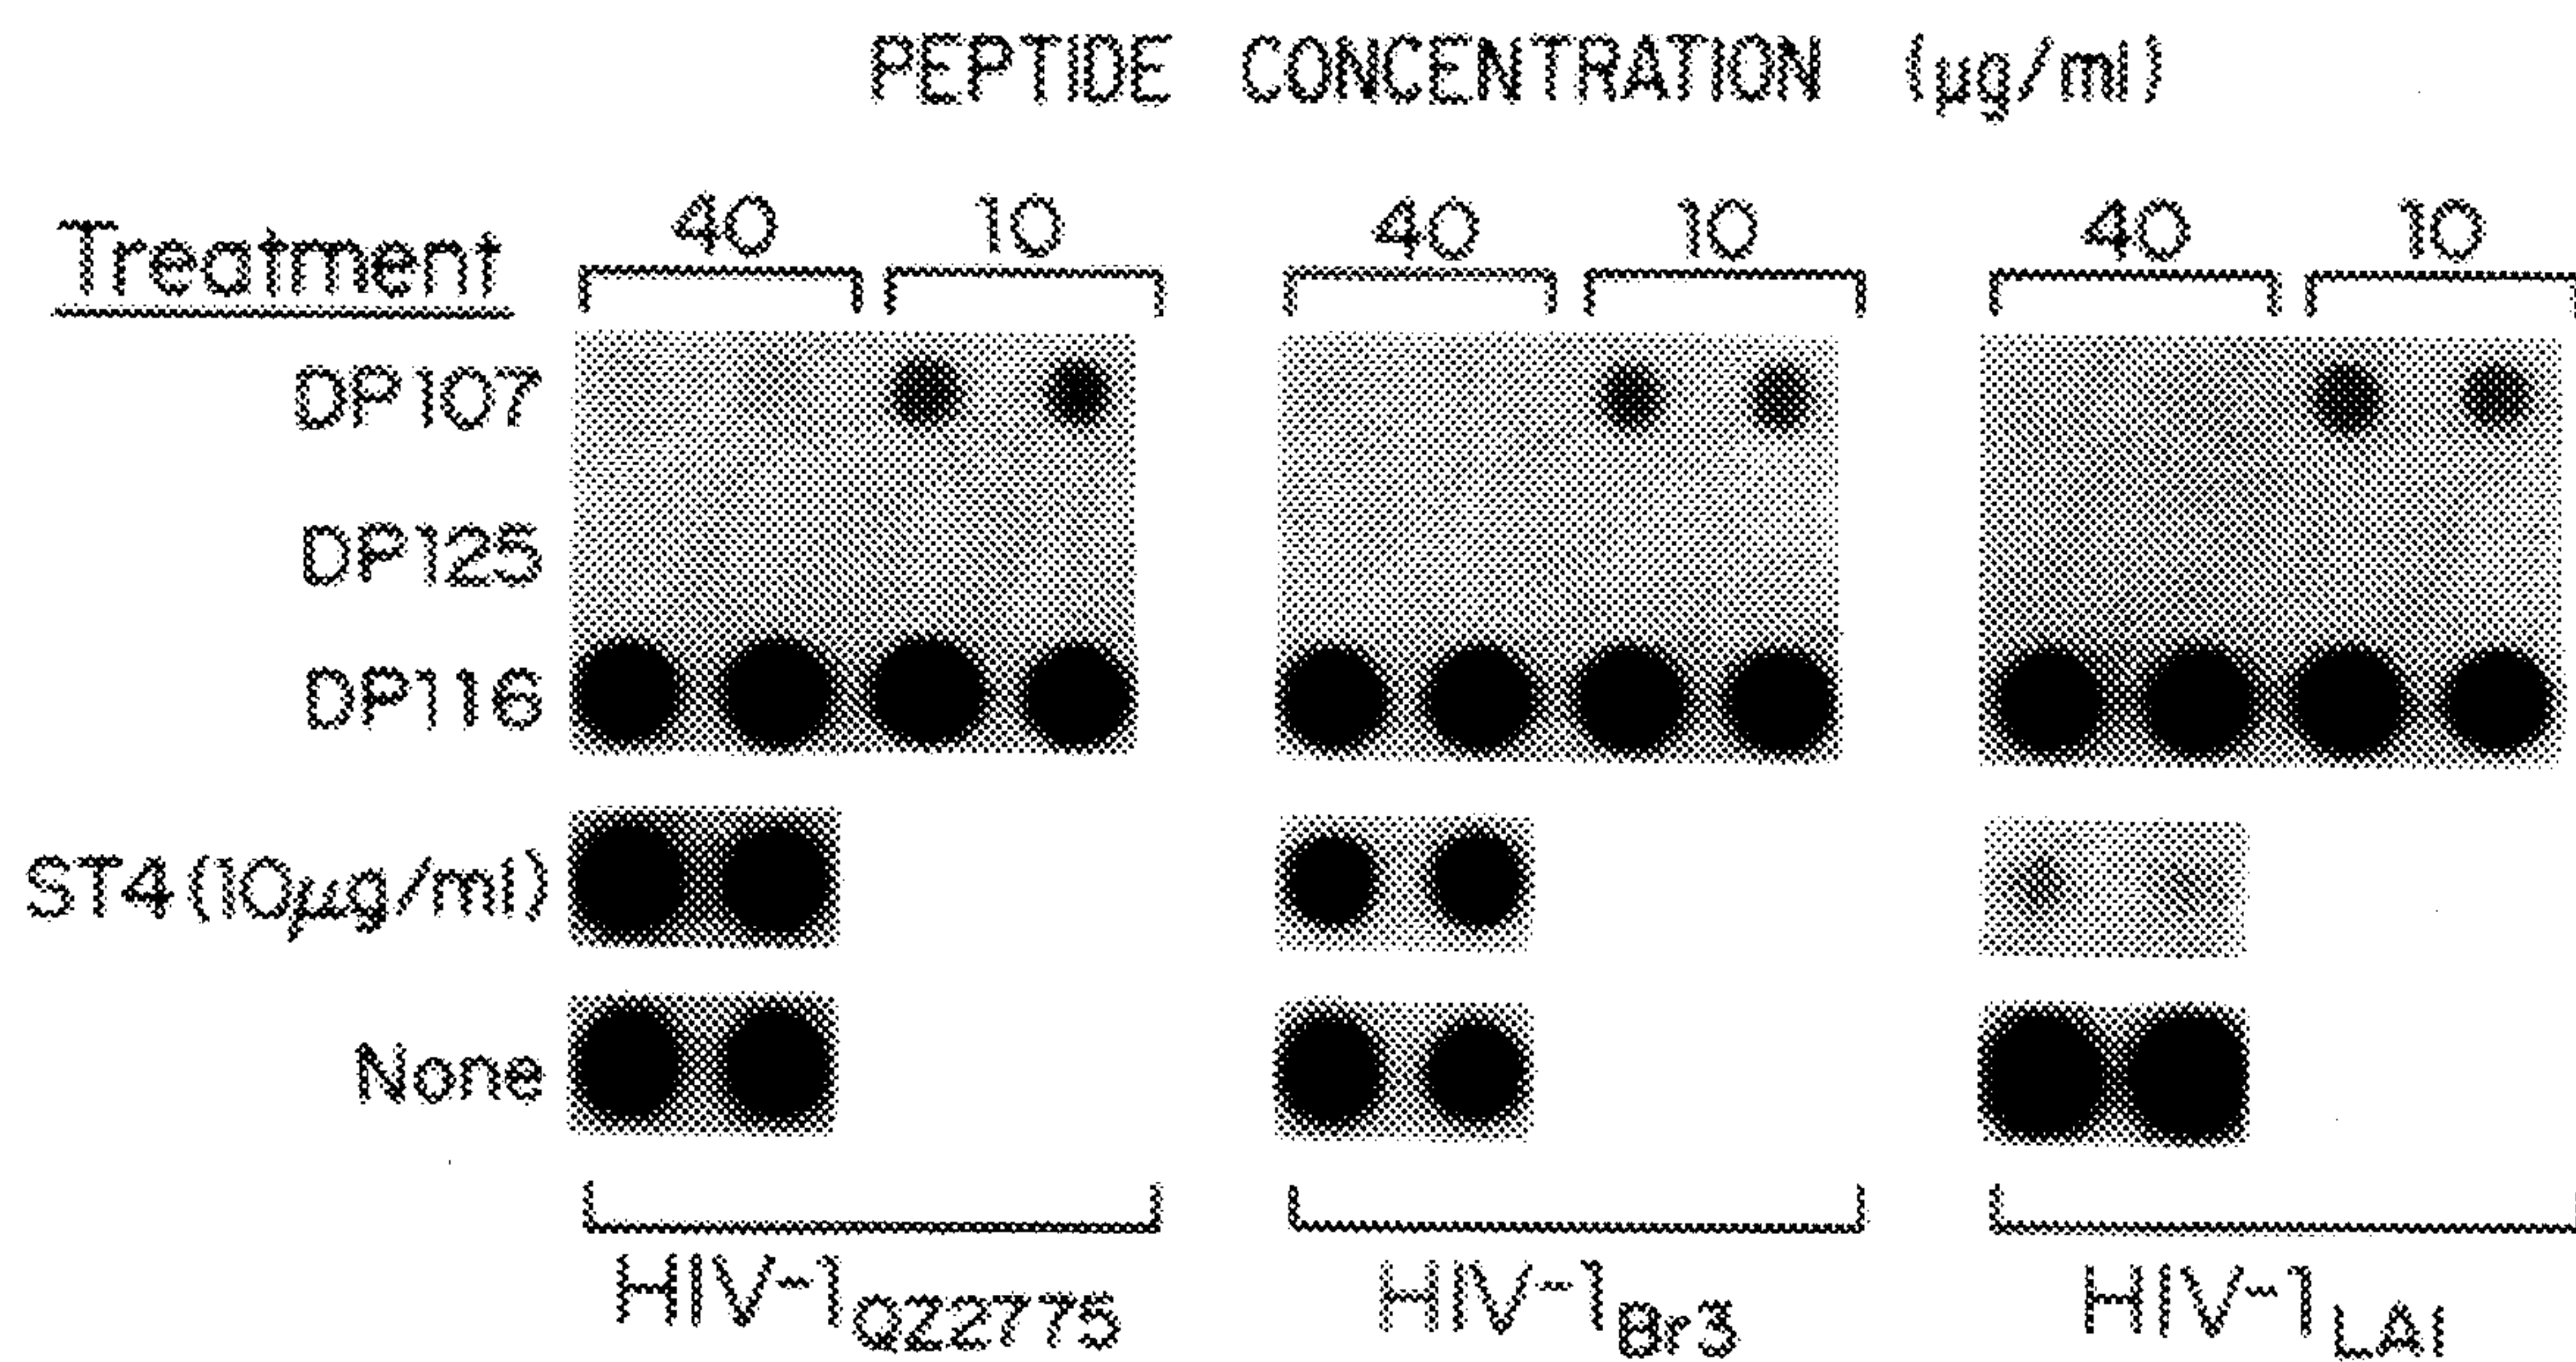 PEPTIDE CONCENTRATION (µg/ml)
Treatment 40 10 40 10 40 10
DP107
DP125
DP116
ST4(10µg/ml)
None
HIV-1QZ2775 HIV-1Br3 HIV-1LAI